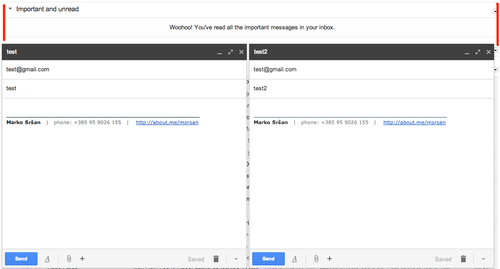 Important and unread
Woohoo! You've read all the important messages in your inbox.
test
test@gmail.com
test
Marko Sršan | phone: +385 95 9026 155 | http://about.me/msrsan
Send
Saved
test2
test@gmail.com
test2
Marko Sršan | phone: +385 95 9026 155 | http://about.me/msrsan
Send
Saved